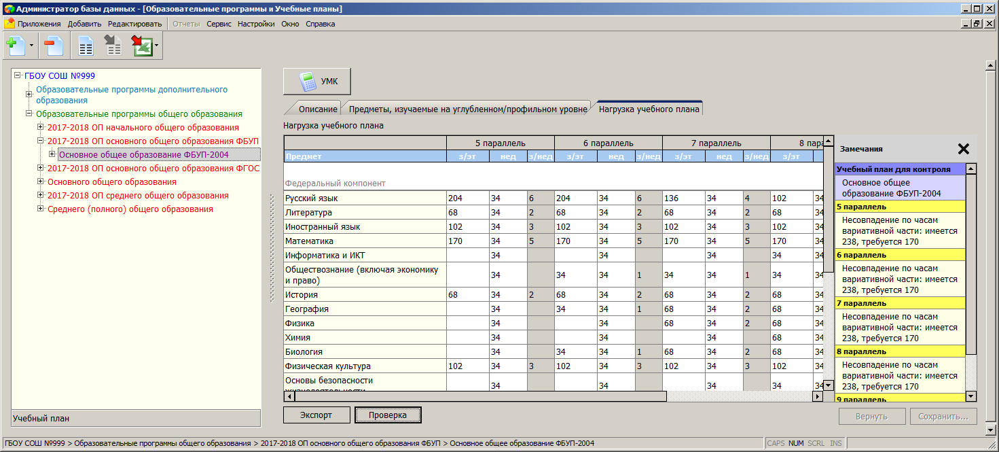 Администратор базы данных - [Образовательные программы и Учебные планы]
Приложения Добавить Редактировать Отчеты Сервис Настройки Окно Справка
ГБОУ СОШ №999
Образовательные программы дополнительного
образования
Образовательные программы общего образования
2017-2018 ОП начального общего образования
2017-2018 ОП основного общего образования ФБУП
Основное общее образование ФБУП-2004
2017-2018 ОП основного общего образования ФГОС
Основного общего образования
2017-2018 ОП среднего общего образования
Среднего (полного) общего образования
Учебный план
УМК
Описание Предметы, изучаемые на углубленном/профильном уровне Нагрузка учебного плана
Нагрузка учебного плана
5 параллель 6 параллель 7 параллель 8 пара
Предмет з/эт нед з/нед з/эт нед з/нед з/эт нед з/нед з/эт
Федеральный компонент
Русский язык 204 34 6 204 34 6 136 34 4 102 34
Литература 68 34 2 68 34 2 68 34 2 68 34
Иностранный язык 102 34 3 102 34 3 102 34 3 102 34
Математика 170 34 5 170 34 5 170 34 5 170 34
Информатика и ИКТ 34 34 34 34 34
Обществознание (включая экономику
и право) 34 34 34 1 34 34 1 34 34
История 68 34 2 68 34 2 68 34 2 68 34
География 34 34 34 1 68 34 2 68 34
Физика 34 34 68 34 2 68 34
Химия 34 34 34 68 34
Биология 34 34 34 1 68 34 2 68 34
Физическая культура 102 34 3 102 34 3 102 34 3 102 34
Основы безопасности
жизнедеятельности 34 34 34 34 34
Экспорт Проверка
Замечания
Учебный план для контроля
Основное общее
образование ФБУП-2004
5 параллель
Несовпадение по часам
вариативной части: имеется
238, требуется 170
6 параллель
Несовпадение по часам
вариативной части: имеется
238, требуется 170
7 параллель
Несовпадение по часам
вариативной части: имеется
238, требуется 170
8 параллель
Несовпадение по часам
вариативной части: имеется
238, требуется 170
9 параллель
Вернуть Сохранить...
ГБОУ СОШ №999 > Образовательные программы общего образования > 2017-2018 ОП основного общего образования ФБУП > Основное общее образование ФБУП-2004
CAPS NUM SCRL INS